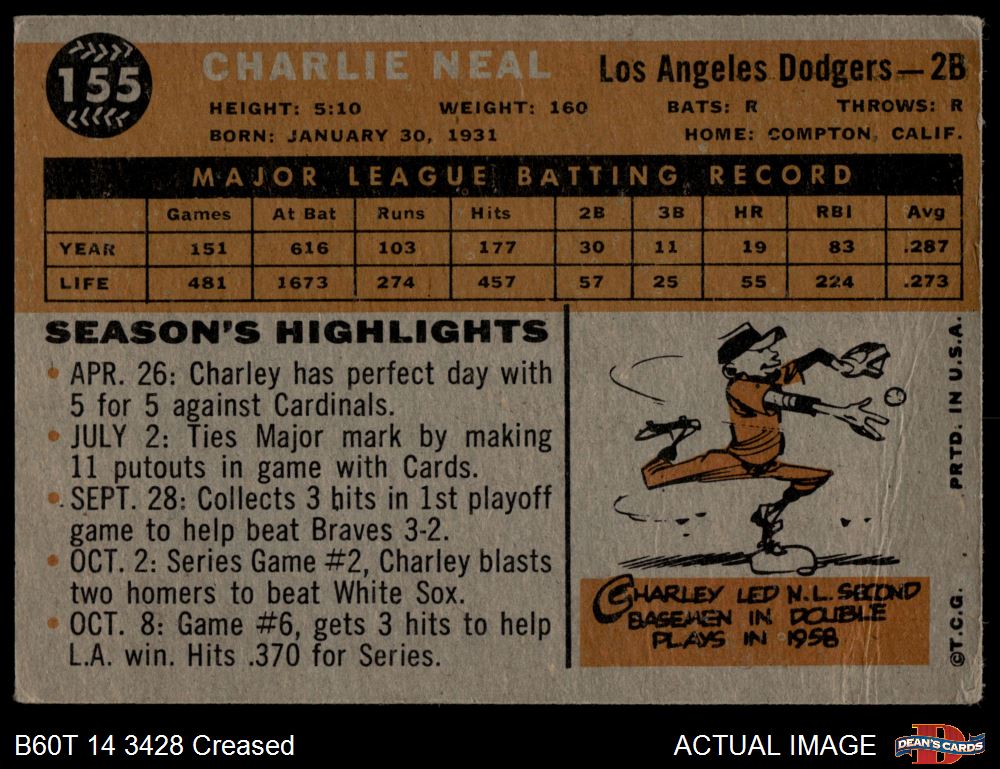 155
CHARLIE NEAL
Los Angeles Dodgers — 2B
HEIGHT: 5:10 WEIGHT: 160 BATS: R THROWS: R
BORN: JANUARY 30, 1931 HOME: COMPTON, CALIF.
MAJOR LEAGUE BATTING RECORD
Games At Bat Runs Hits 2B 3B HR RBI Avg
YEAR 151 616 103 177 30 11 19 83 .287
LIFE 481 1673 274 457 57 25 55 224 .273
SEASON'S HIGHLIGHTS
• APR. 26: Charley has perfect day with
5 for 5 against Cardinals.
• JULY 2: Ties Major mark by making
11 putouts in game with Cards.
• SEPT. 28: Collects 3 hits in 1st playoff
game to help beat Braves 3-2.
• OCT. 2: Series Game #2, Charley blasts
two homers to beat White Sox.
• OCT. 8: Game #6, gets 3 hits to help
L.A. win. Hits .370 for Series.
CHARLEY LED N.L. SECOND
BASEMEN IN DOUBLE
PLAYS IN 1958
©T.C.G. PRTD. IN U.S.A.
B60T 14 3428 Creased
ACTUAL IMAGE
DEAN'S CARDS